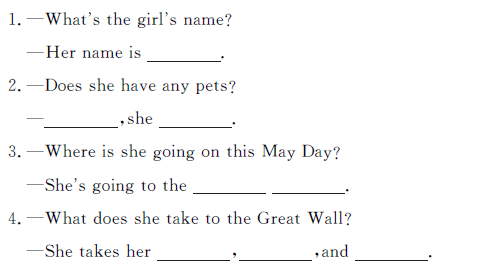 1. —What's the girl's name?
—Her name is ________.
2. —Does she have any pets?
—________, she ________.
3. —Where is she going on this May Day?
—She's going to the ________ ________.
4. —What does she take to the Great Wall?
—She takes her ________, ________, and ________.